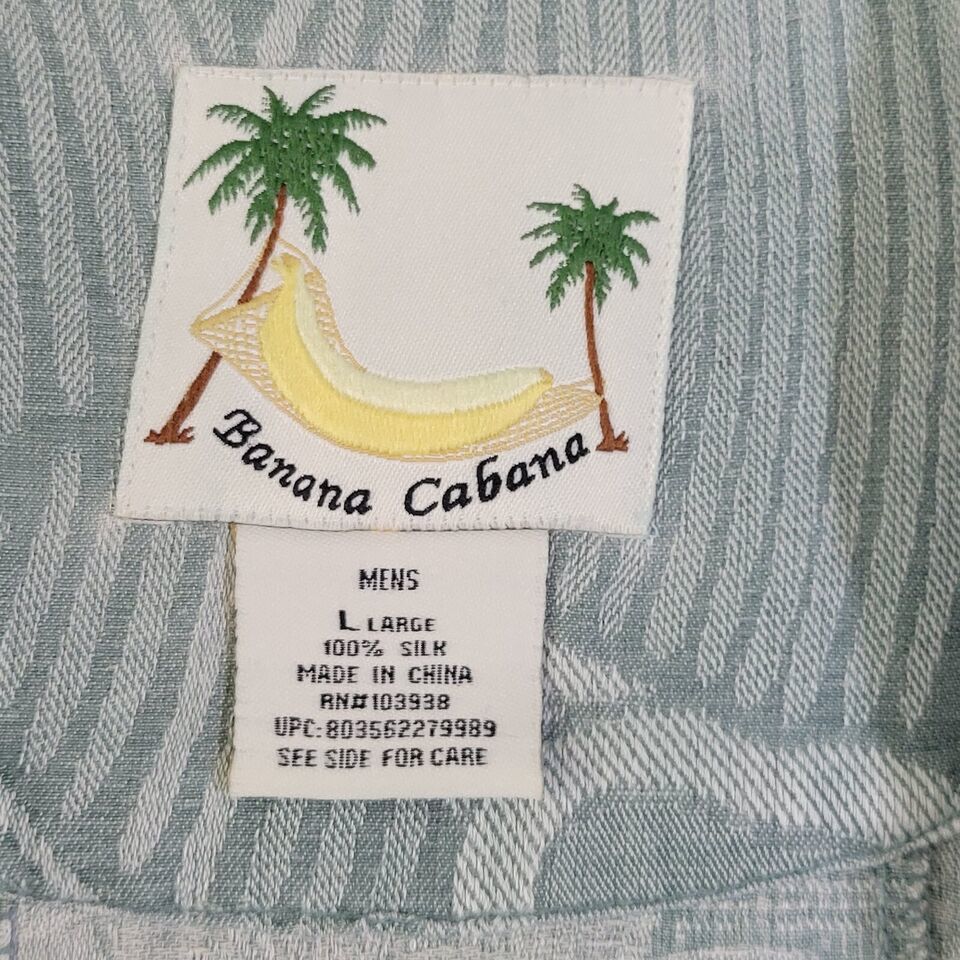 Banana Cabana
MENS
L LARGE
100% SILK
MADE IN CHINA
RN#103938
UPC:803562279989
SEE SIDE FOR CARE